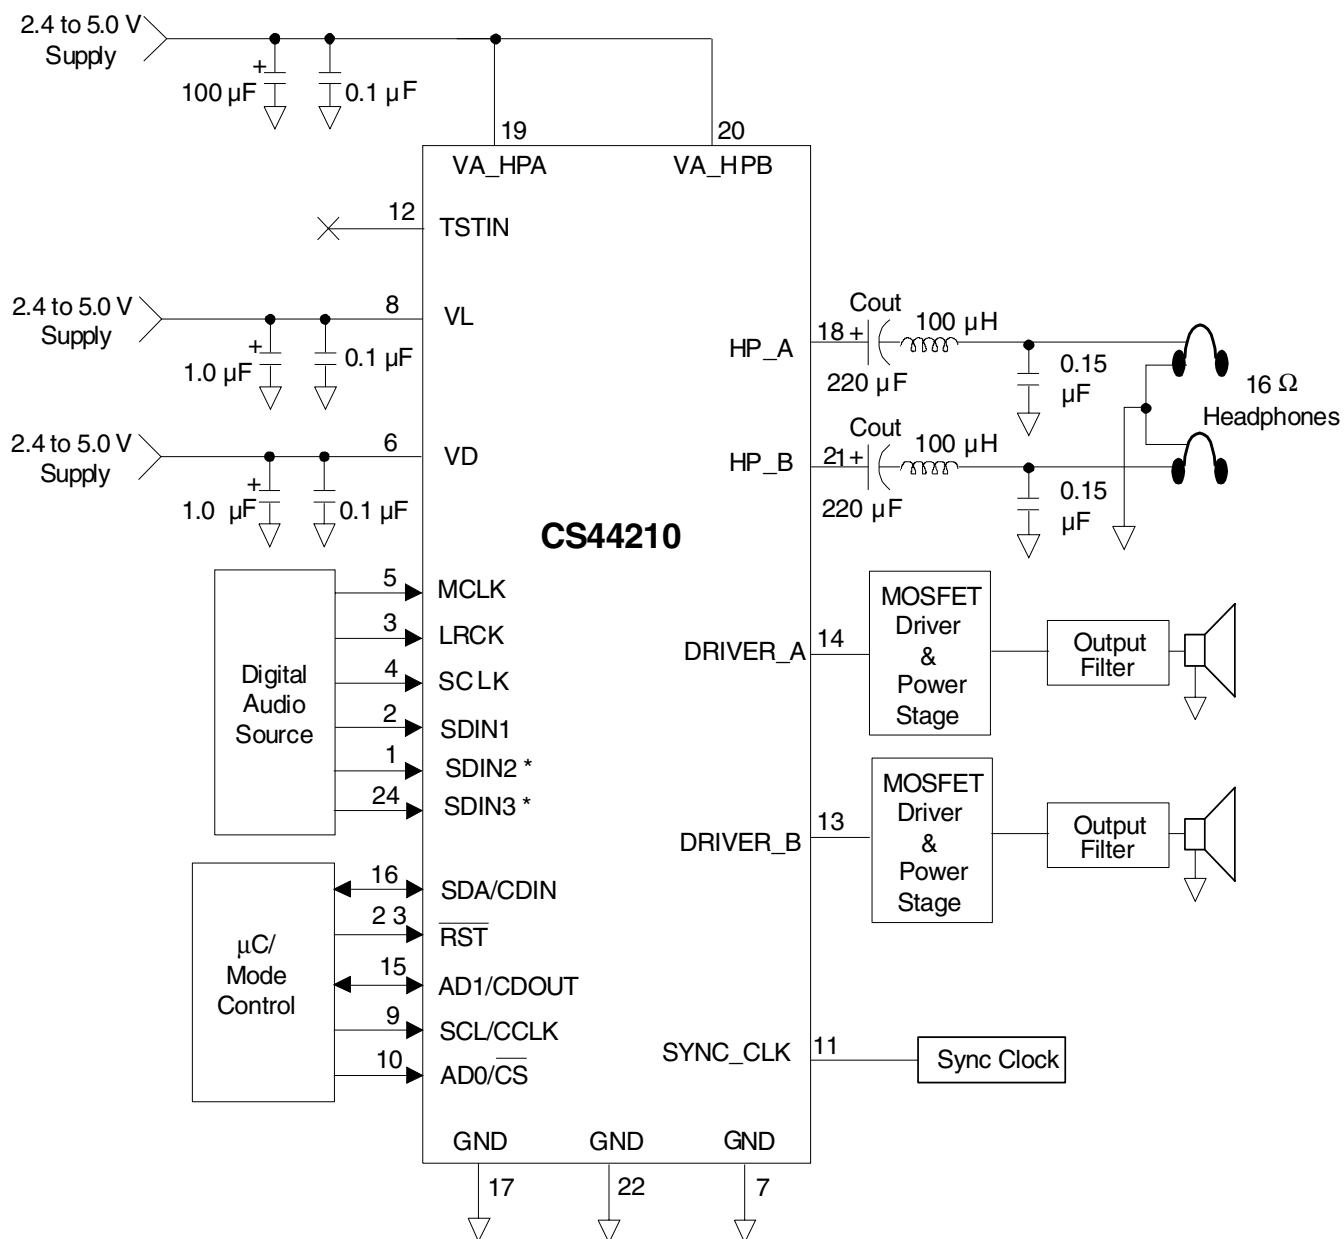 2.4 to 5.0 V
Supply
+
100 µF
0.1 µF
19
20
VA_HPA
VA_HPB
12
TSTIN
2.4 to 5.0 V
Supply
8
VL
+
1.0 µF
0.1 µF
Cout
18
+
100 µH
HP_A
220 µF
0.15
µF
16 Ω
Headphones
2.4 to 5.0 V
Supply
6
VD
+
1.0 µF
0.1 µF
Cout
21
+
100 µH
HP_B
220 µF
0.15
µF
CS44210
Digital
Audio
Source
5
MCLK
3
LRCK
4
SCLK
2
SDIN1
1
SDIN2 *
24
SDIN3 *
DRIVER_A
14
MOSFET
Driver
&
Power
Stage
Output
Filter
DRIVER_B
13
MOSFET
Driver
&
Power
Stage
Output
Filter
µC/
Mode
Control
16
SDA/CDIN
2 3
RST
15
AD1/CDOUT
9
SCL/CCLK
10
AD0/CS
SYNC_CLK
11
Sync Clock
GND
GND
GND
17
22
7